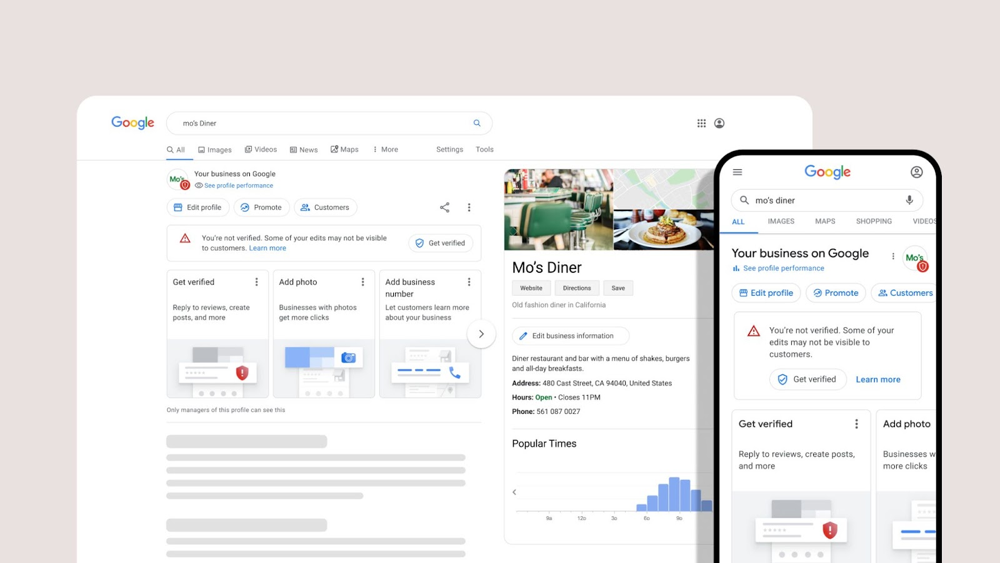 Google
mo's Diner
All
Images
Videos
News
Maps
More
Settings
Tools
Mo's
Your business on Google
See profile performance
Edit profile
Promote
Customers
You're not verified. Some of your edits may not be visible
to customers. Learn more
Get verified
Get verified
Reply to reviews, create
posts, and more
Add photo
Businesses with photos
get more clicks
Add business
number
Let customers learn more
about your business
Only managers of this profile can see this
Mo's Diner
Website
Directions
Save
Old fashion diner in California
Edit business information
Diner restaurant and bar with a menu of shakes, burgers
and all-day breakfasts.
Address: 480 Cast Street, CA 94040, United States
Hours: Open • Closes 11PM
Phone: 561 087 0027
Popular Times
9a
12p
3p
6p
9p
Google
mo's diner
ALL
IMAGES
MAPS
SHOPPING
VIDEOS
Your business on Google
Mo's
See profile performance
Edit profile
Promote
Customers
You're not verified. Some of your
edits may not be visible to
customers.
Get verified
Learn more
Get verified
Reply to reviews, create posts,
and more
Add photo
Businesses w
more clicks